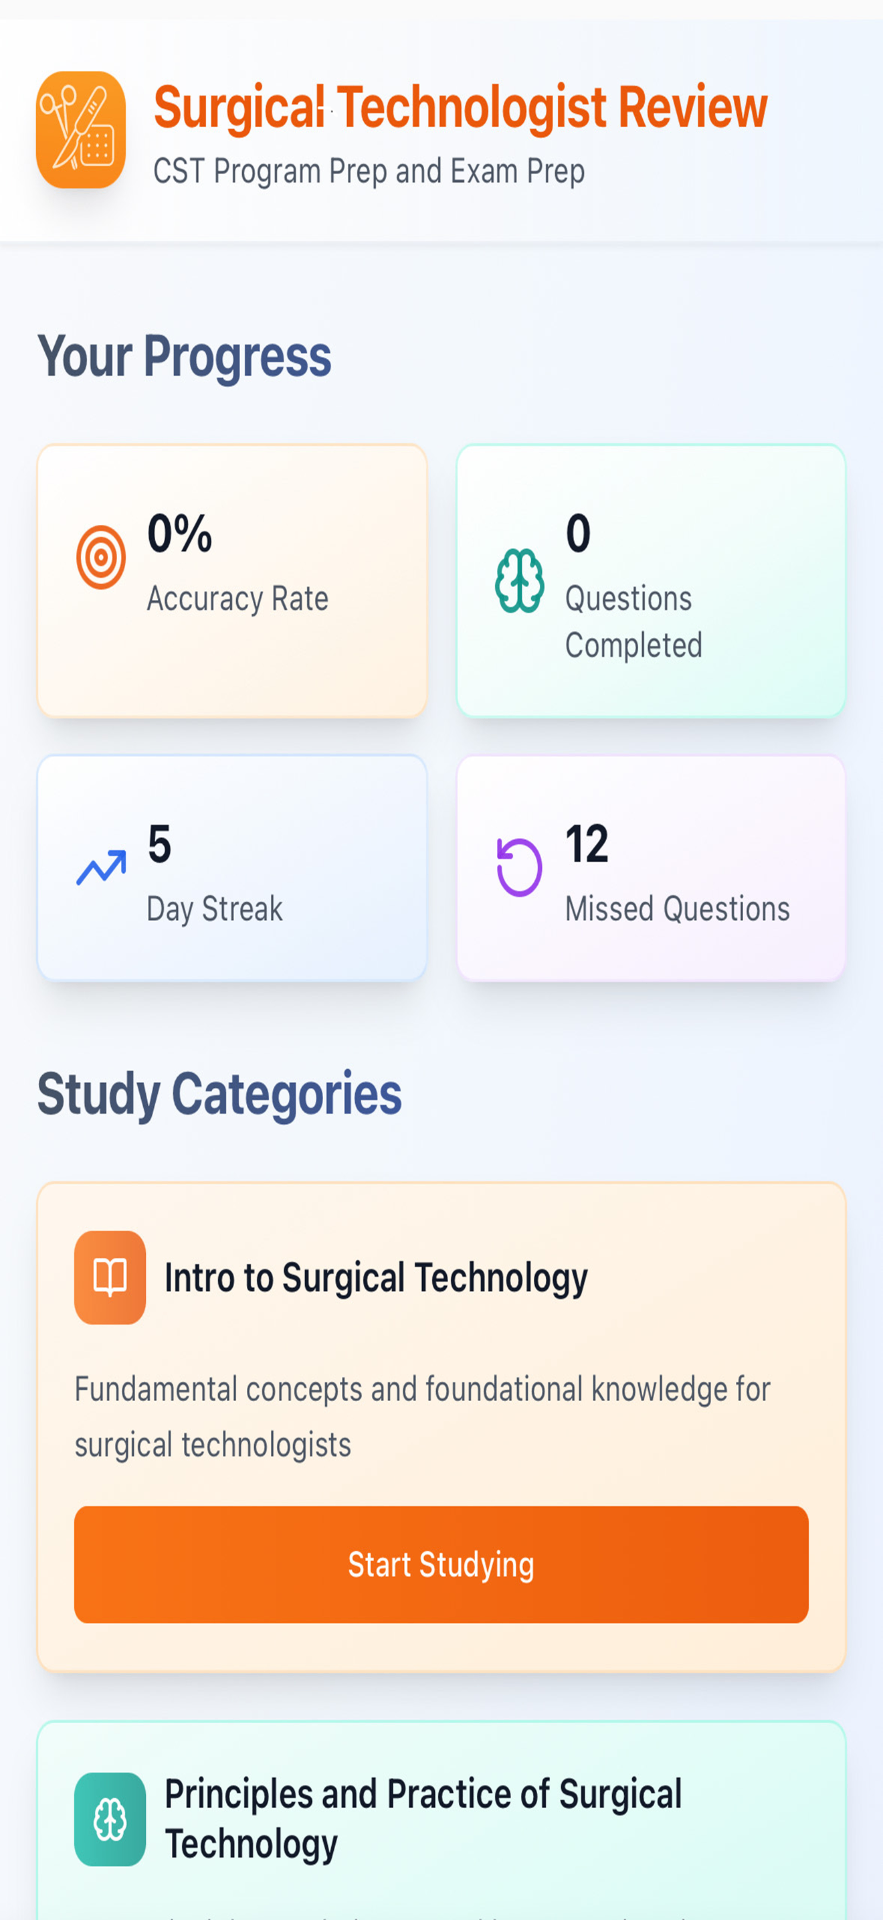 Surgical Technologist Review
CST Program Prep and Exam Prep
Your Progress
0%
Accuracy Rate
0
Questions
Completed
5
Day Streak
12
Missed Questions
Study Categories
Intro to Surgical Technology
Fundamental concepts and foundational knowledge for
surgical technologists
Start Studying
Principles and Practice of Surgical
Technology